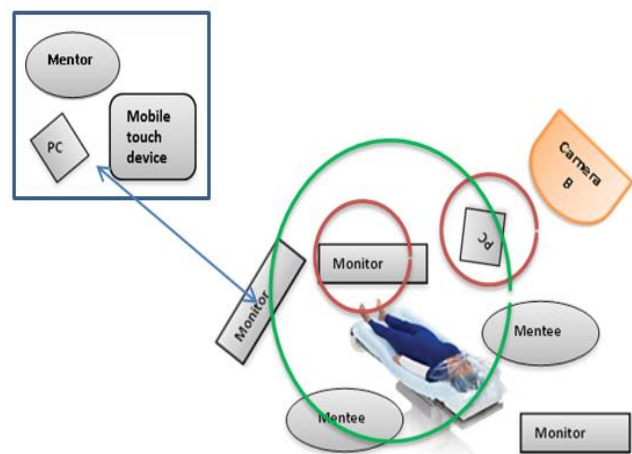 Mentor
PC
Mobile
touch
device
Camera
B
PC
Monitor
Monitor
Mentee
Mentee
Monitor